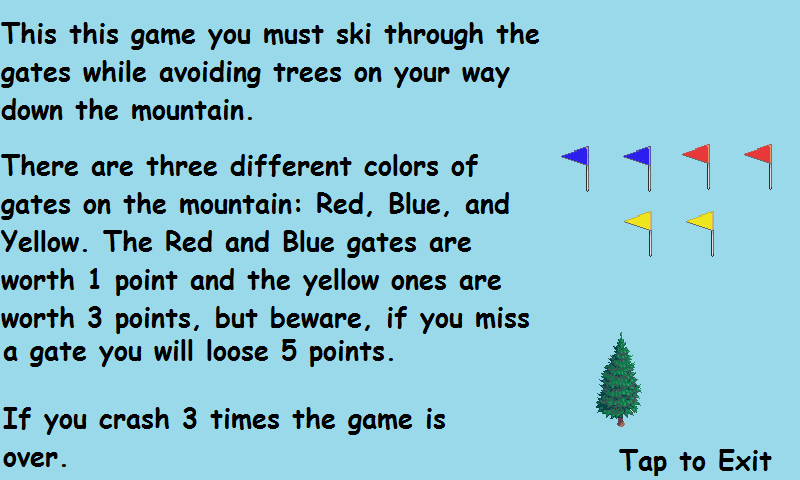 This this game you must ski through the
gates while avoiding trees on your way
down the mountain.
There are three different colors of
gates on the mountain: Red, Blue, and
Yellow. The Red and Blue gates are
worth 1 point and the yellow ones are
worth 3 points, but beware, if you miss
a gate you will loose 5 points.
If you crash 3 times the game is
over.
Tap to Exit